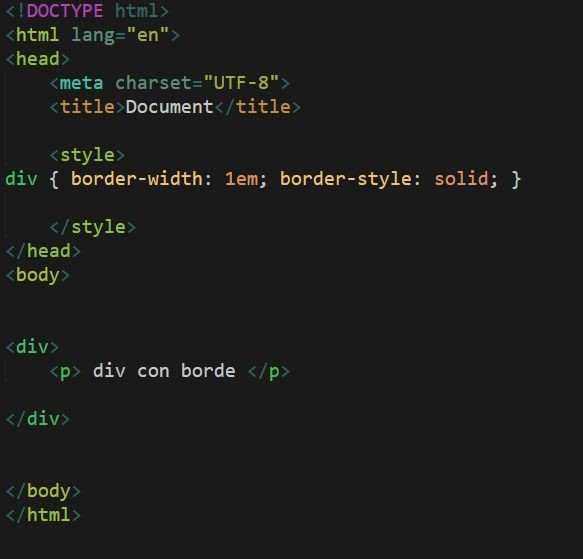 <!DOCTYPE html>
<html lang="en">
<head>
    <meta charset="UTF-8">
    <title>Document</title>
    <style>
div { border-width: 1em; border-style: solid; }
    </style>
</head>
<body>
<div>
    <p> div con borde </p>
</div>
</body>
</html>